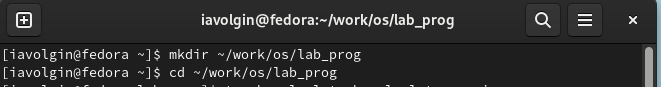 iavolgin@fedora:~/work/os/lab_prog
[iavolgin@fedora ~]$ mkdir ~/work/os/lab_prog
[iavolgin@fedora ~]$ cd ~/work/os/lab_prog